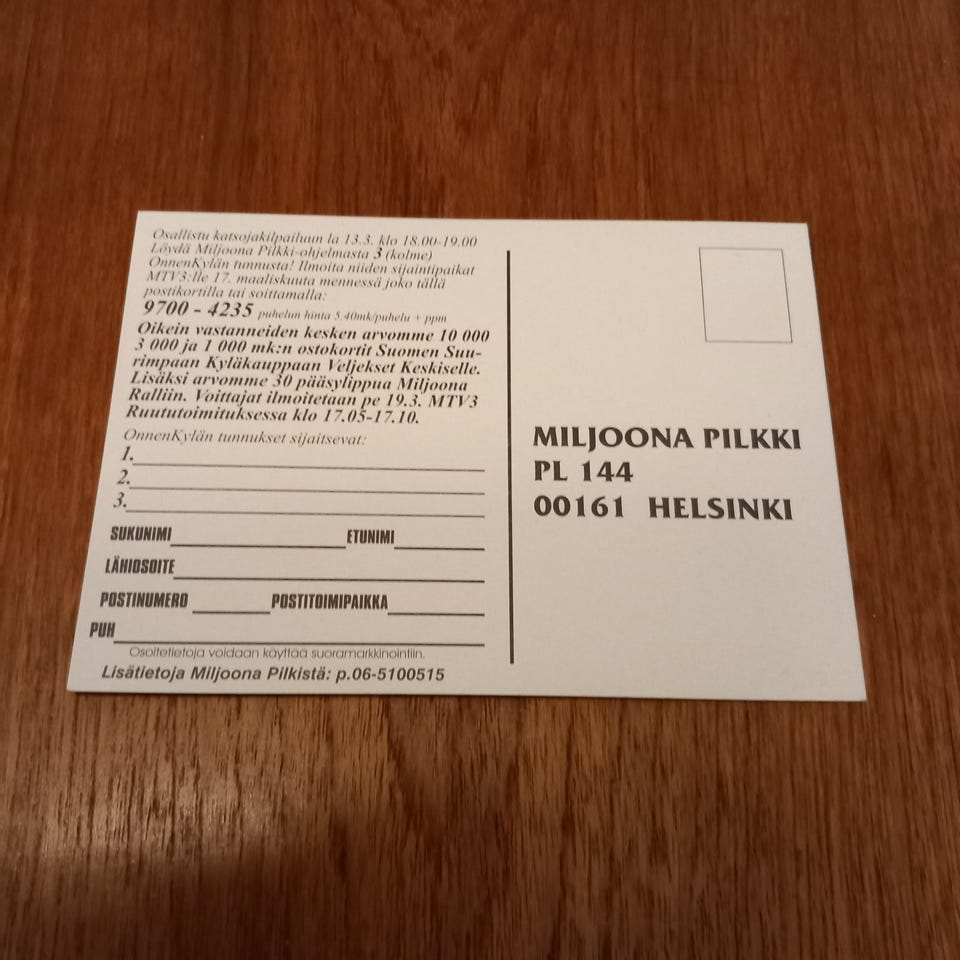 Osallistu katsojakilpailuun la 13.3. klo 18.00-19.00
Löydä Miljoona Pilkki-ohjelmasta 3 (kolme)
OnnenKylän tunnusta! Ilmoita niiden sijaintipaikat
MTV3:lle 17. maaliskuuta mennessä joko tällä
postikortilla tai soittamalla:
9700 - 4235 puhelun hinta 5,40mk/puhelu + ppm
Oikein vastanneiden kesken arvomme 10 000
3 000 ja 1 000 mk:n ostokortit Suomen Suu-
rimpaan Kyläkauppaan Veljekset Keskiselle.
Lisäksi arvomme 30 pääsylippua Miljoona
Ralliin. Voittajat ilmoitetaan pe 19.3. MTV3
Ruututoimituksessa klo 17.05-17.10.
OnnenKylän tunnukset sijaitsevat:
1.
2.
3.
SUKUNIMI ETUNIMI
LÄHIOSOITE
POSTINUMERO POSTITOIMIPAIKKA
PUH
Osoitetietoja voidaan käyttää suoramarkkinointiin.
Lisätietoja Miljoona Pilkistä: p.06-5100515
MILJOONA PILKKI
PL 144
00161 HELSINKI